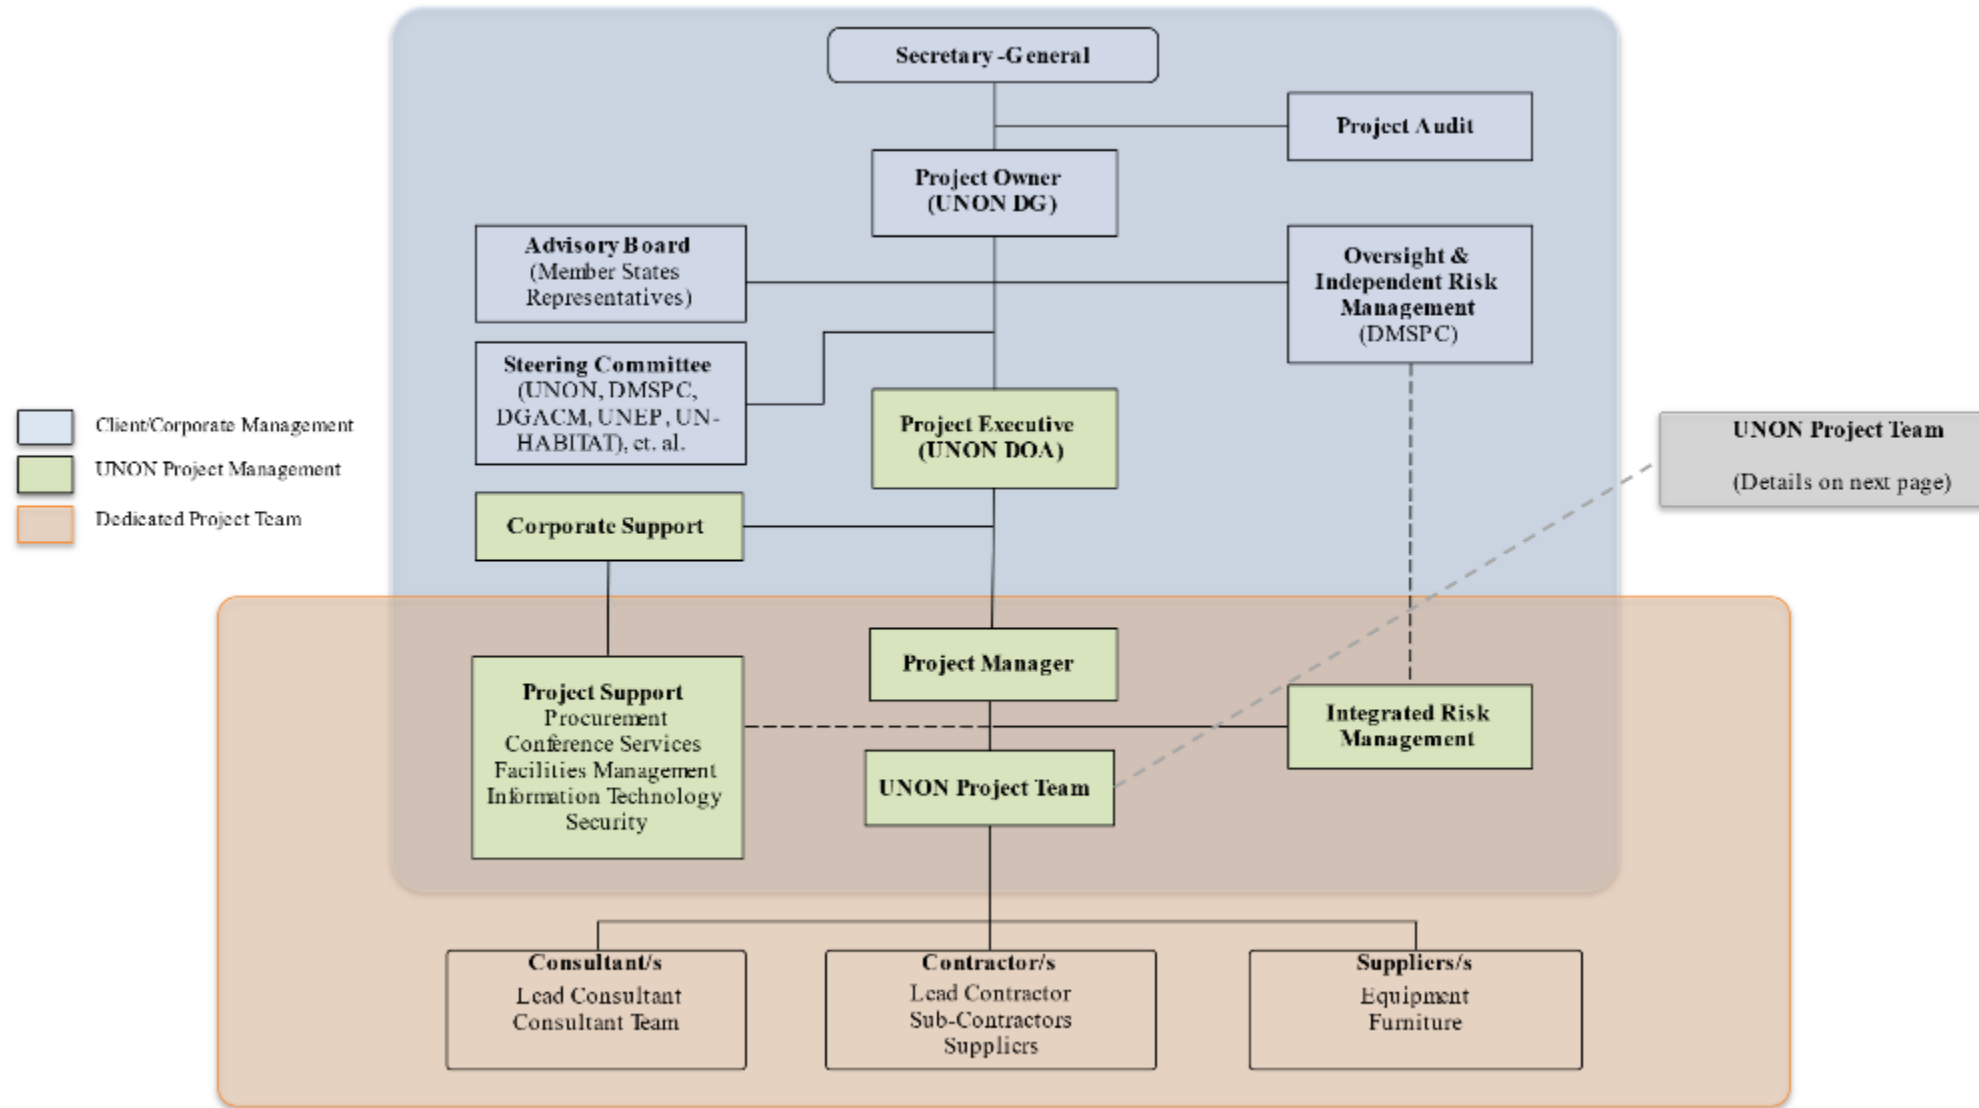 Secretary -General
Project Audit
Project Owner
(UNON DG)
Advisory Board
(Member States
Representatives)
Oversight &
Independent Risk
Management
(DMSPC)
Steering Committee
(UNON, DMSPC,
DGACM, UNEP, UN-
HABITAT), et. al.
Project Executive
(UNON DOA)
Client/Corporate Management
UNON Project Management
Dedicated Project Team
UNON Project Team
(Details on next page)
Corporate Support
Project Manager
Project Support
Procurement
Conference Services
Facilities Management
Information Technology
Security
Integrated Risk
Management
UNON Project Team
Consultant/s
Lead Consultant
Consultant Team
Contractor/s
Lead Contractor
Sub-Contractors
Suppliers
Suppliers/s
Equipment
Furniture